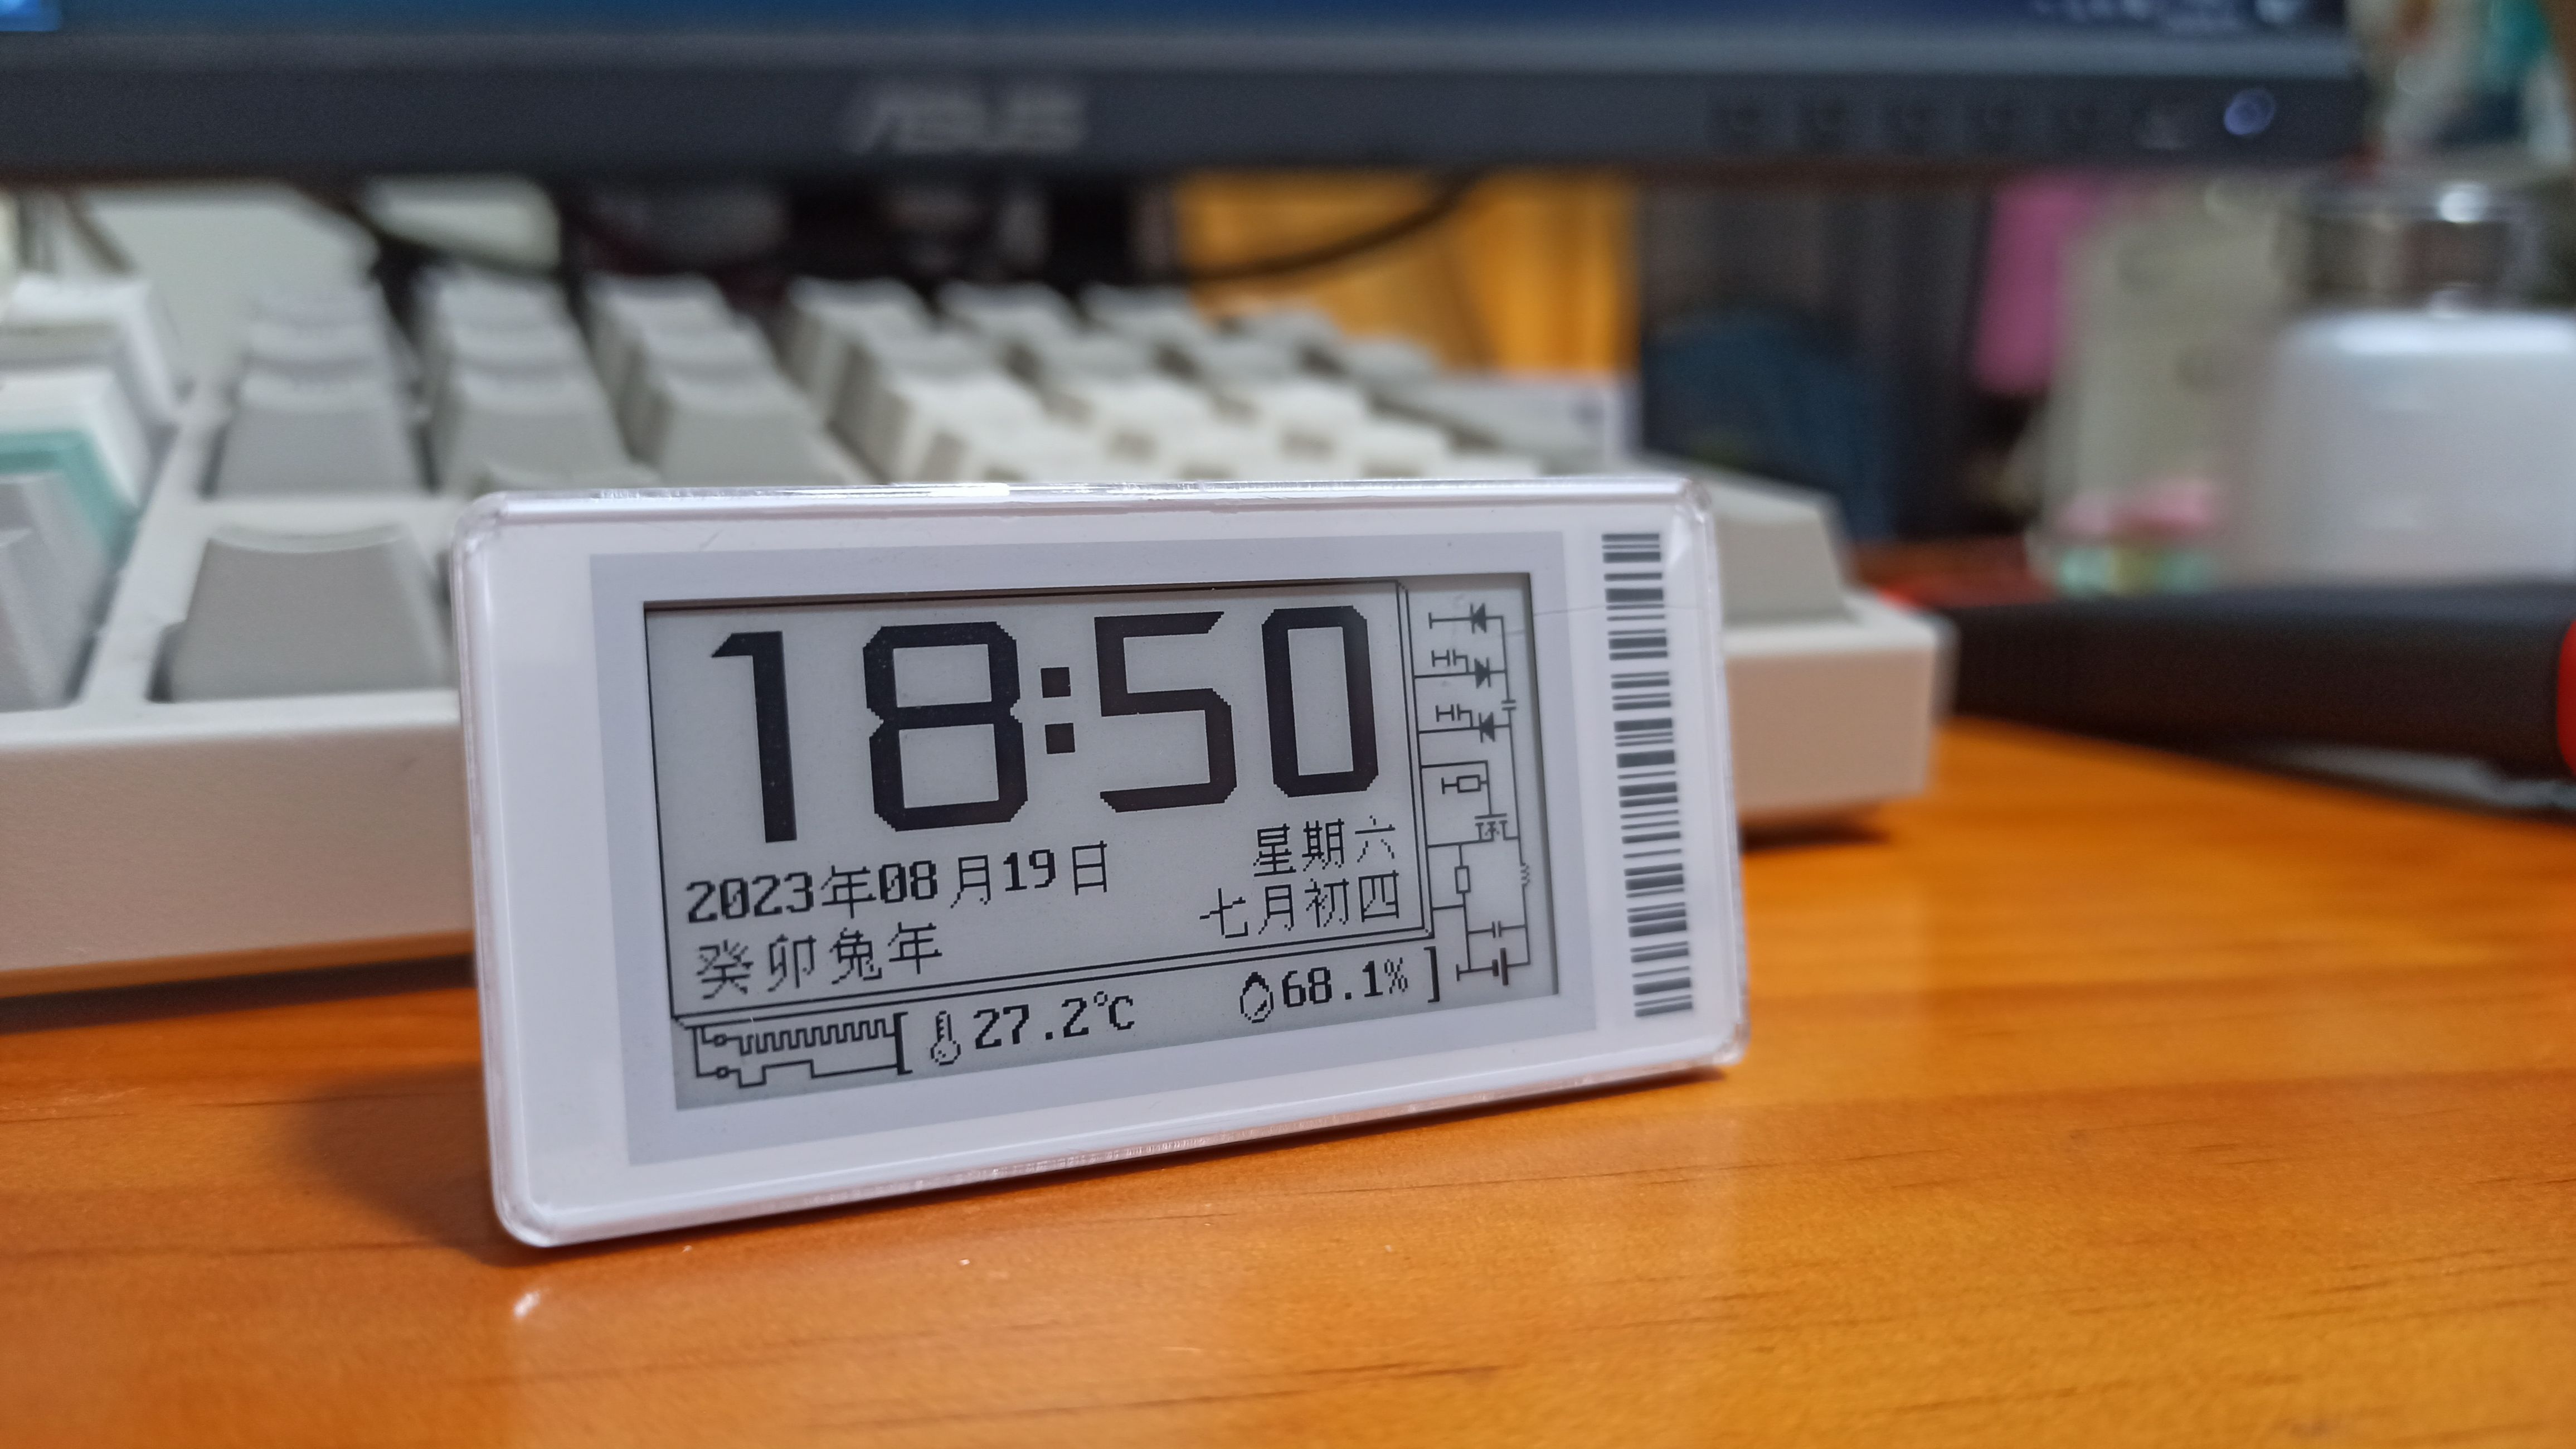 ASUS
18:50
2023年08月19日 星期六
癸卯兔年 七月初四
27.2℃ 68.1%